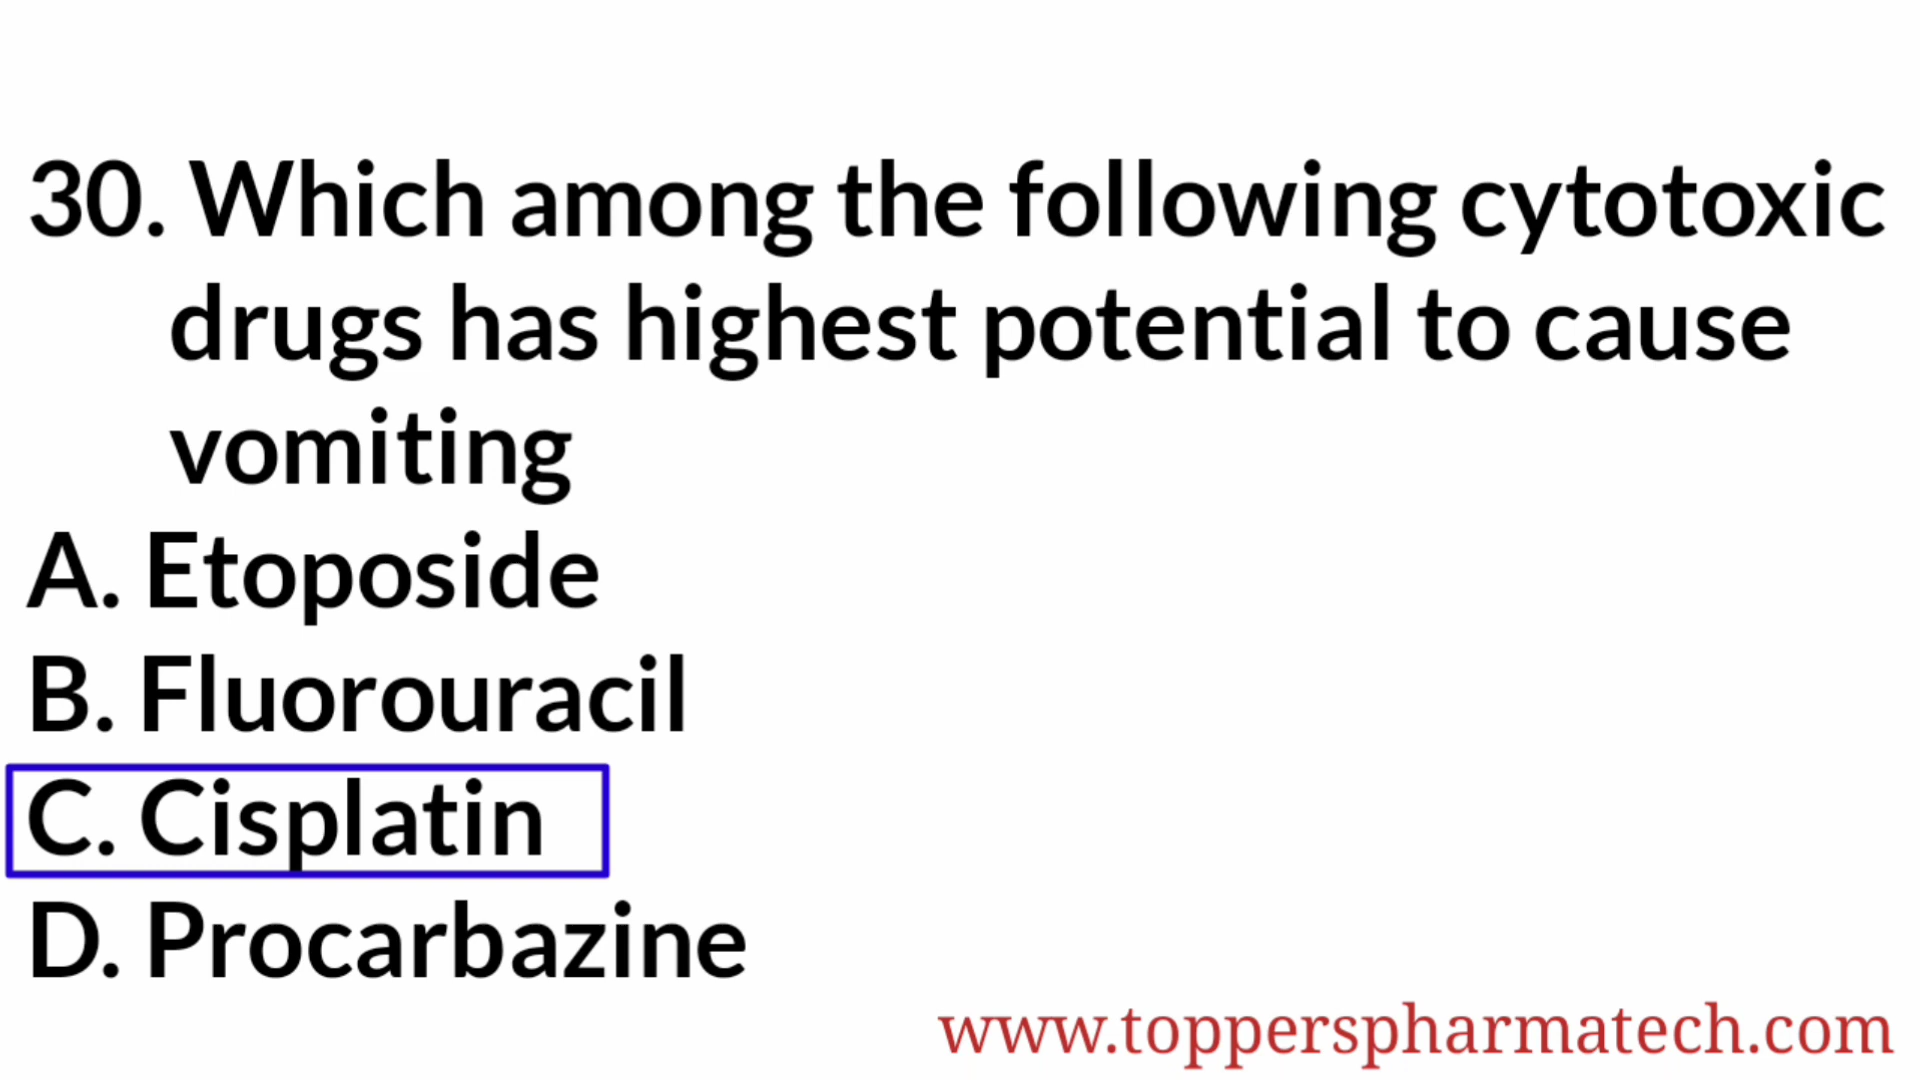 30. Which among the following cytotoxic
drugs has highest potential to cause
vomiting
A. Etoposide
B. Fluorouracil
C. Cisplatin
D. Procarbazine
www.topperspharmatech.com